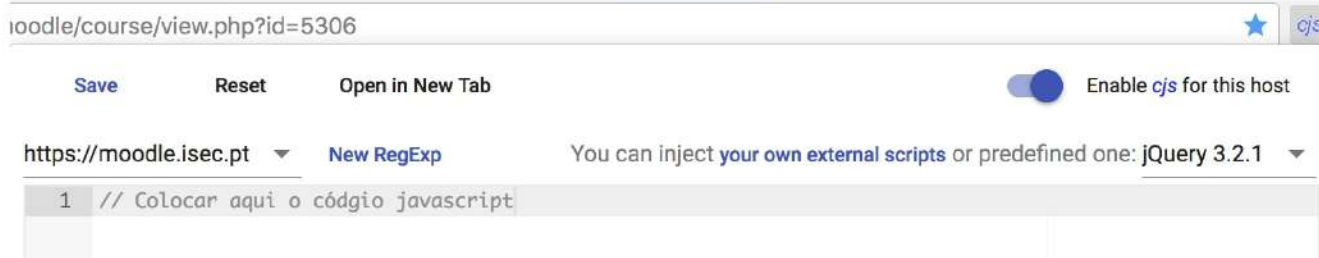 oodle/course/view.php?id=5306 cjs
Save Reset Open in New Tab Enable cjs for this host
https://moodle.isec.pt New RegExp You can inject your own external scripts or predefined one: jQuery 3.2.1
1 // Colocar aqui o códgio javascript